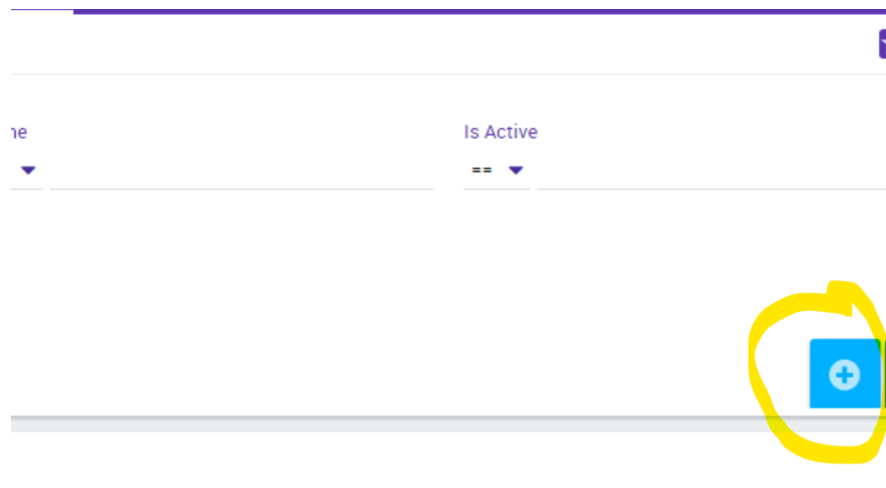 Is Active
==